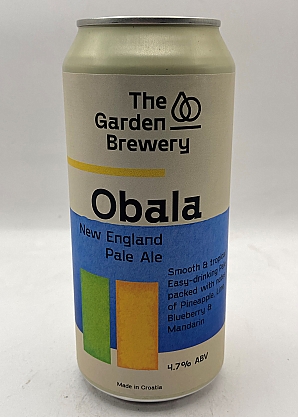 The
Garden
Brewery
Obala
New England
Pale Ale
Smooth & tropical
Easy-drinking
packed with
of Pineapple,
Blueberry &
Mandarin
4.7% ABV
Made in Croatia